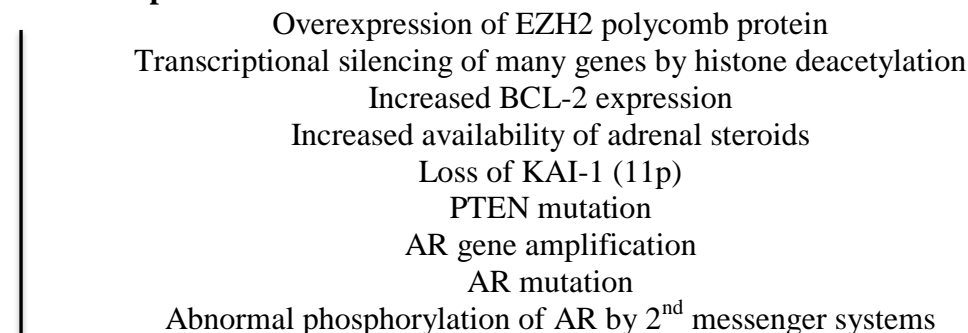 Overexpression of EZH2 polycomb protein
Transcriptional silencing of many genes by histone deacetylation
Increased BCL-2 expression
Increased availability of adrenal steroids
Loss of KAI-1 (11p)
PTEN mutation
AR gene amplification
AR mutation
Abnormal phosphorylation of AR by 2nd messenger systems